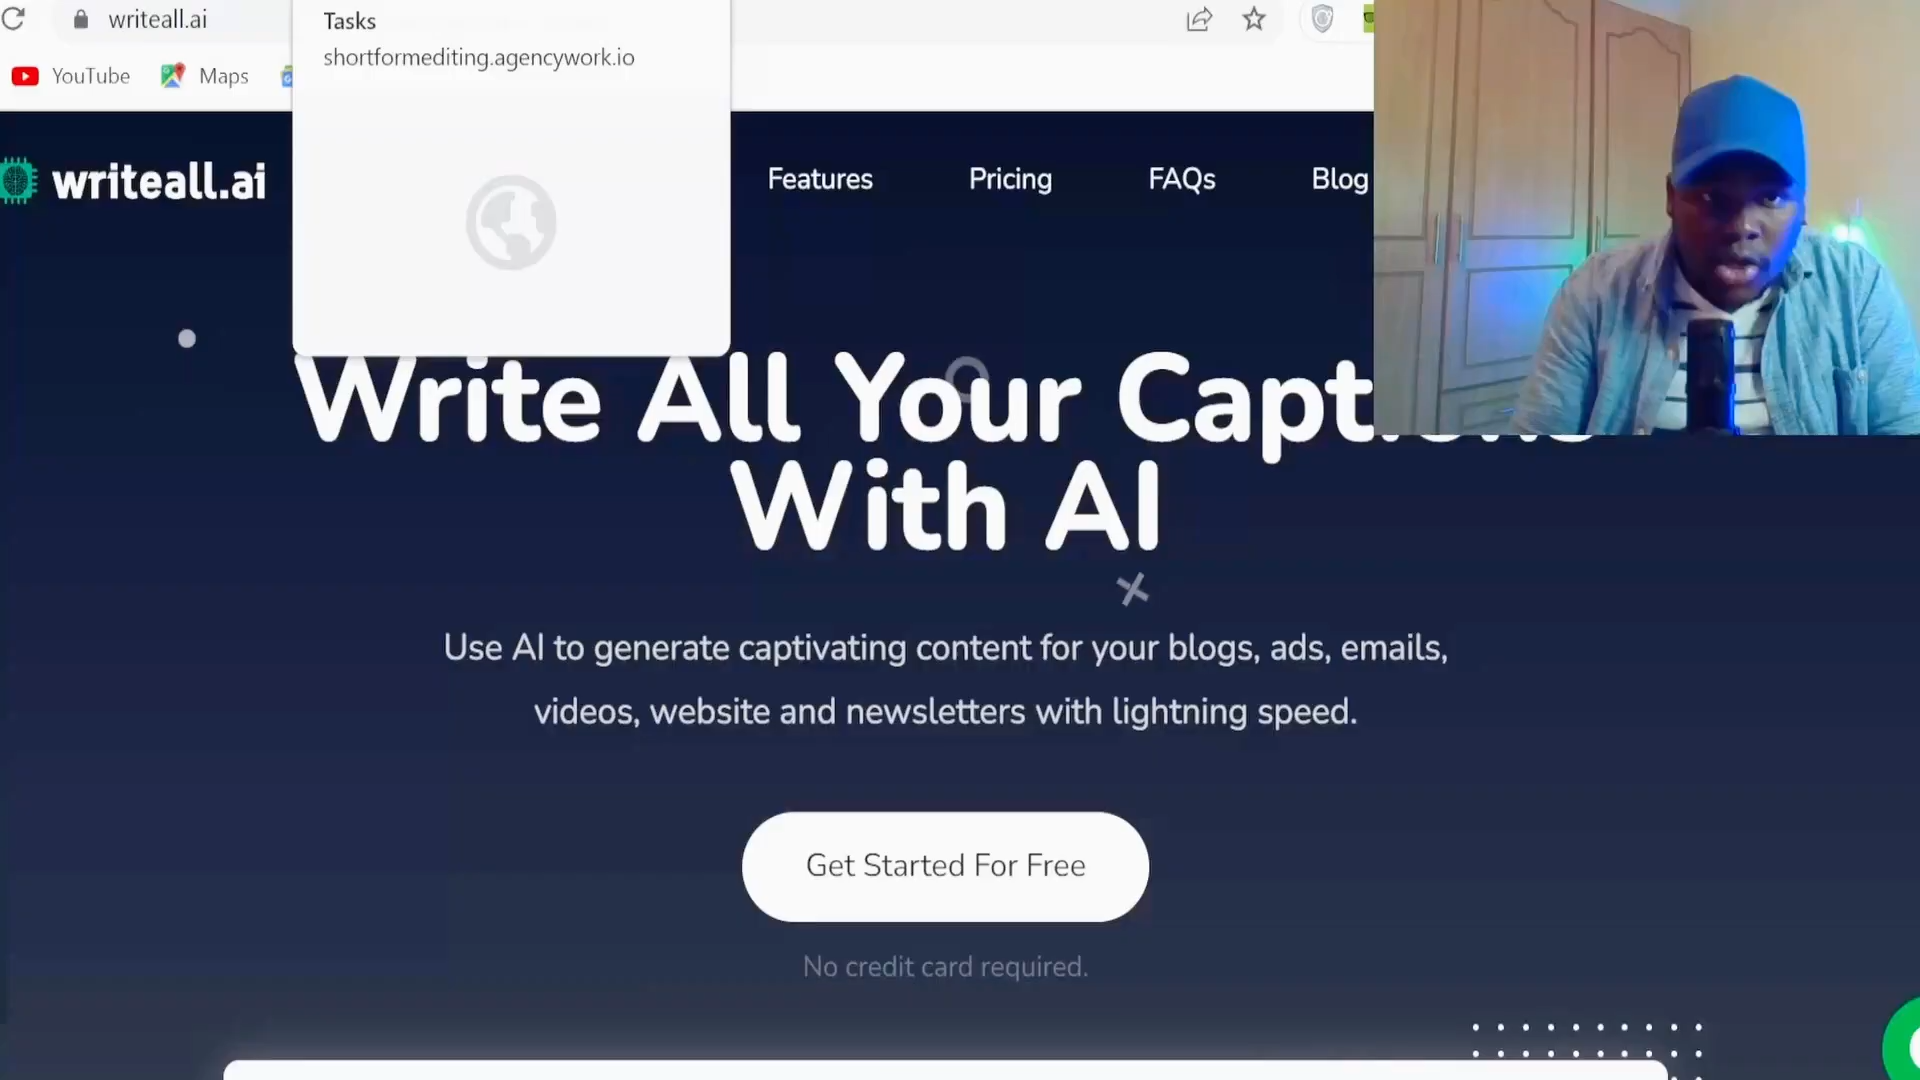 writeall.ai
Tasks
shortformediting.agencywork.io
YouTube
Maps
writeall.ai
Features
Pricing
FAQs
Blog
Write All Your Captions
With AI
Use AI to generate captivating content for your blogs, ads, emails,
videos, website and newsletters with lightning speed.
Get Started For Free
No credit card required.